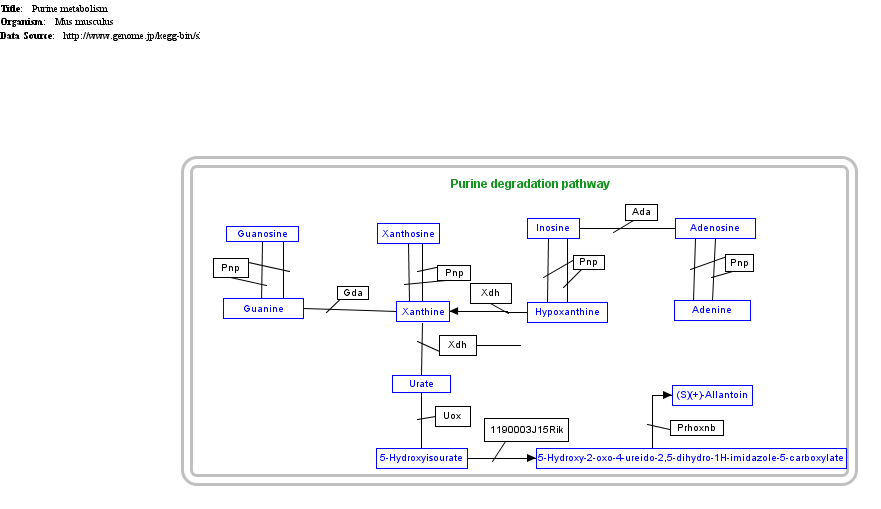 Title: Purine metabolism
Organism: Mus musculus
Data Source: http://www.genome.jp/kegg-bin/s
Purine degradation pathway
Ada
Guanosine
Xanthosine
Inosine
Adenosine
Pnp
Pnp
Pnp
Pnp
Gda
Xdh
Guanine
Xanthine
Hypoxanthine
Adenine
Xdh
Urate
(S)(+)-Allantoin
Uox
1190003J15Rik
Prhoxnb
5-Hydroxyisourate
5-Hydroxy-2-oxo-4-ureido-2,5-dihydro-1H-imidazole-5-carboxylate